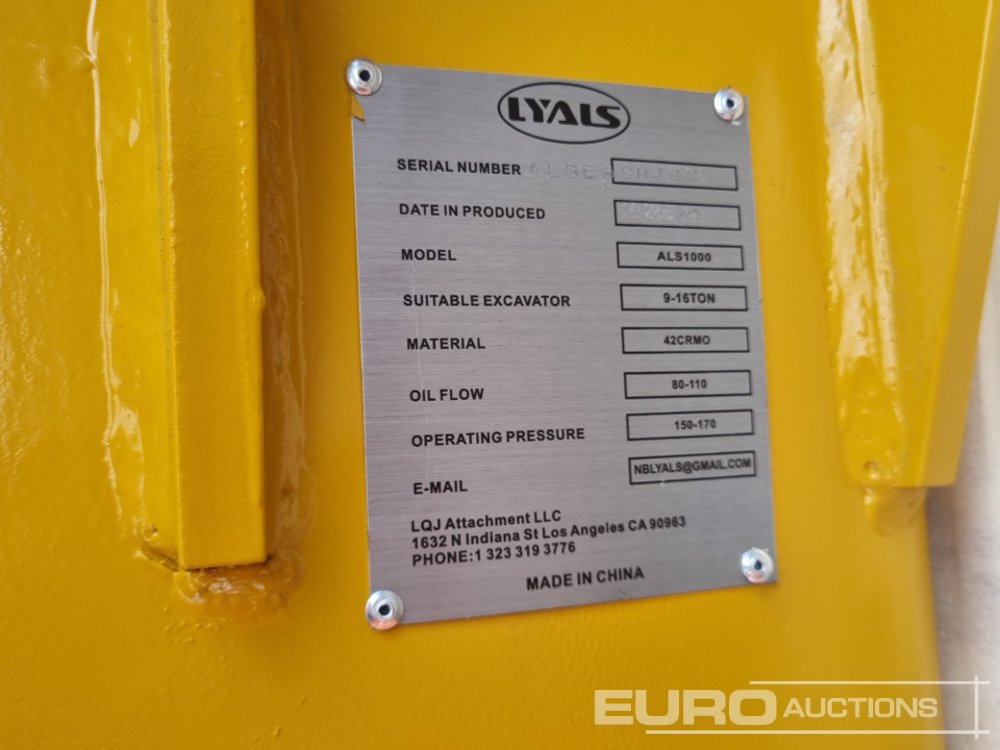 LYALS
SERIAL NUMBER
DATE IN PRODUCED
MODEL ALS1000
SUITABLE EXCAVATOR 9-16TON
MATERIAL 42CRMO
OIL FLOW 80-110
OPERATING PRESSURE 150-170
E-MAIL NBLYALS@GMAIL.COM
LQJ Attachment LLC
1632 N Indiana St Los Angeles CA 90963
PHONE:1 323 319 3776
MADE IN CHINA
EURO AUCTIONS